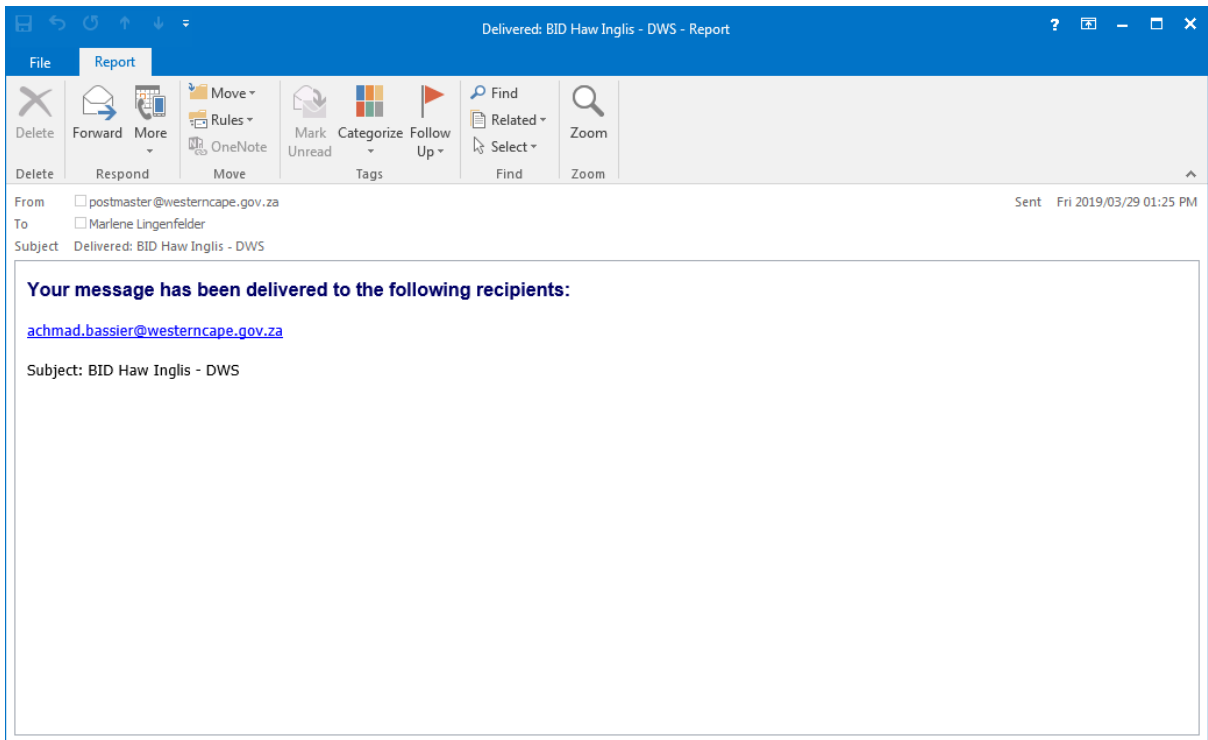 Delivered: BID Haw Inglis - DWS - Report
?
File Report
Delete
Forward
More
Move
Rules
OneNote
Mark Unread
Categorize
Follow Up
Find
Related
Select
Zoom
Delete Respond Move Tags Find Zoom
From postmaster@westerncape.gov.za Sent Fri 2019/03/29 01:25 PM
To Marlene Lingenfelder
Subject Delivered: BID Haw Inglis - DWS
Your message has been delivered to the following recipients:
achmad.bassier@westerncape.gov.za
Subject: BID Haw Inglis - DWS